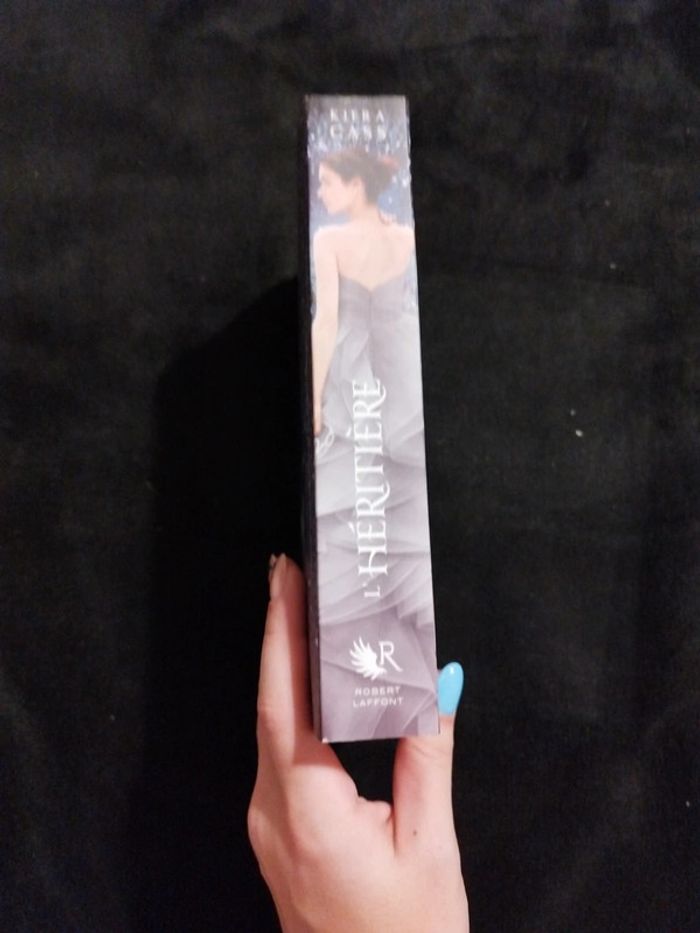 KIERA
CASS
L'HÉRITIÈRE
R
ROBERT
LAFFONT